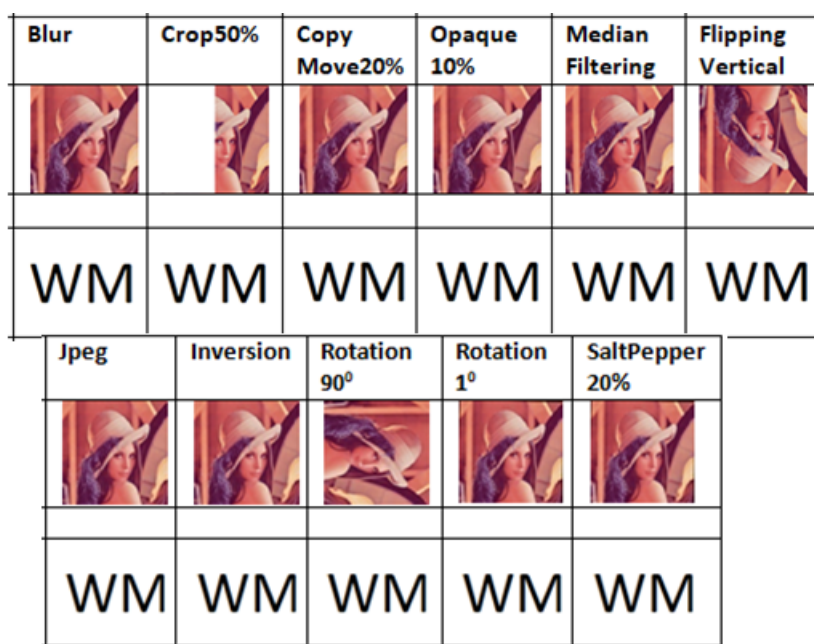 Blur Crop50% Copy Opaque Median Flipping
Move20% 10% Filtering Vertical
WM WM WM WM WM WM
Jpeg Inversion Rotation Rotation SaltPepper
90⁰ 1⁰ 20%
WM WM WM WM WM